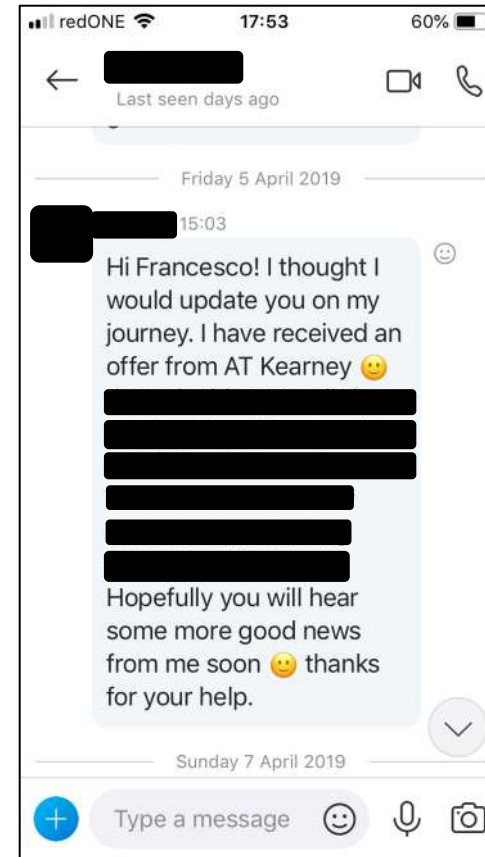 redONE 17:53 60%
Last seen days ago
Friday 5 April 2019
15:03
Hi Francesco! I thought I
would update you on my
journey. I have received an
offer from AT Kearney 🙂
Hopefully you will hear
some more good news
from me soon 🙂 thanks
for your help.
Sunday 7 April 2019
Type a message